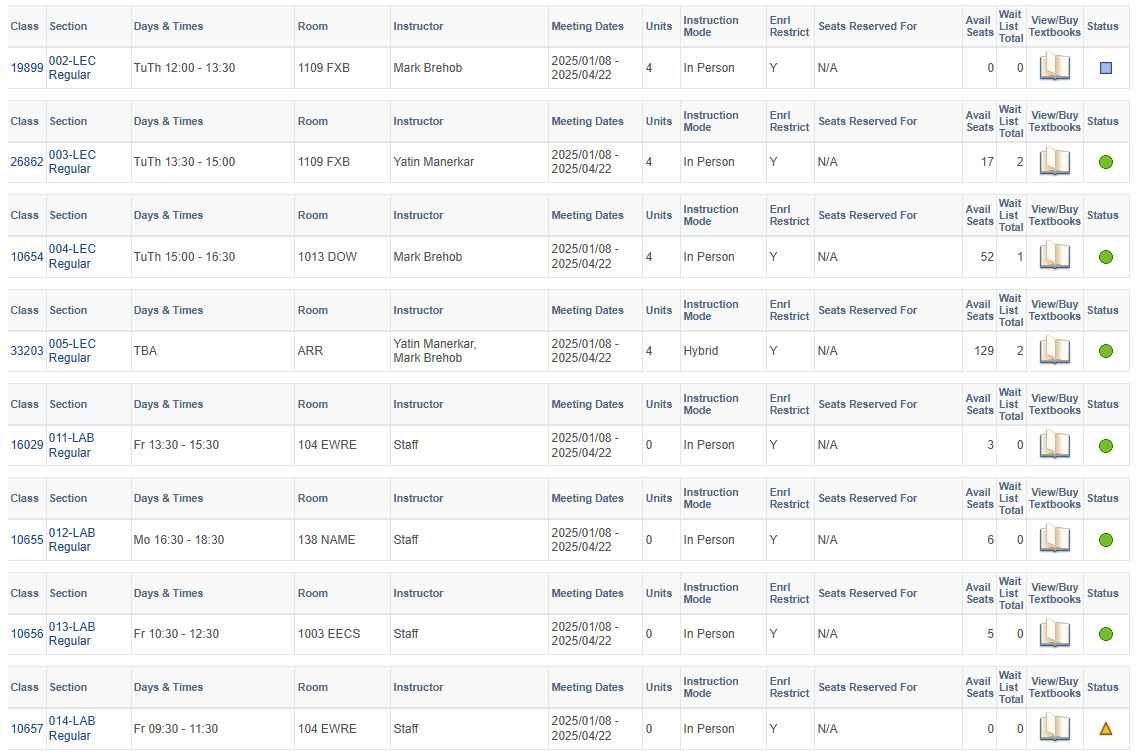 Class Section Days & Times Room Instructor Meeting Dates Units Instruction Mode Enrl Restrict Seats Reserved For Avail Seats Wait List Total View/Buy Textbooks Status
19899 002-LEC Regular TuTh 12:00 - 13:30 1109 FXB Mark Brehob 2025/01/08 - 2025/04/22 4 In Person Y N/A 0 0
Class Section Days & Times Room Instructor Meeting Dates Units Instruction Mode Enrl Restrict Seats Reserved For Avail Seats Wait List Total View/Buy Textbooks Status
26862 003-LEC Regular TuTh 13:30 - 15:00 1109 FXB Yatin Manerkar 2025/01/08 - 2025/04/22 4 In Person Y N/A 17 2
Class Section Days & Times Room Instructor Meeting Dates Units Instruction Mode Enrl Restrict Seats Reserved For Avail Seats Wait List Total View/Buy Textbooks Status
10654 004-LEC Regular TuTh 15:00 - 16:30 1013 DOW Mark Brehob 2025/01/08 - 2025/04/22 4 In Person Y N/A 52 1
Class Section Days & Times Room Instructor Meeting Dates Units Instruction Mode Enrl Restrict Seats Reserved For Avail Seats Wait List Total View/Buy Textbooks Status
33203 005-LEC Regular TBA ARR Yatin Manerkar, Mark Brehob 2025/01/08 - 2025/04/22 4 Hybrid Y N/A 129 2
Class Section Days & Times Room Instructor Meeting Dates Units Instruction Mode Enrl Restrict Seats Reserved For Avail Seats Wait List Total View/Buy Textbooks Status
16029 011-LAB Regular Fr 13:30 - 15:30 104 EWRE Staff 2025/01/08 - 2025/04/22 0 In Person Y N/A 3 0
Class Section Days & Times Room Instructor Meeting Dates Units Instruction Mode Enrl Restrict Seats Reserved For Avail Seats Wait List Total View/Buy Textbooks Status
10655 012-LAB Regular Mo 16:30 - 18:30 138 NAME Staff 2025/01/08 - 2025/04/22 0 In Person Y N/A 6 0
Class Section Days & Times Room Instructor Meeting Dates Units Instruction Mode Enrl Restrict Seats Reserved For Avail Seats Wait List Total View/Buy Textbooks Status
10656 013-LAB Regular Fr 10:30 - 12:30 1003 EECS Staff 2025/01/08 - 2025/04/22 0 In Person Y N/A 5 0
Class Section Days & Times Room Instructor Meeting Dates Units Instruction Mode Enrl Restrict Seats Reserved For Avail Seats Wait List Total View/Buy Textbooks Status
10657 014-LAB Regular Fr 09:30 - 11:30 104 EWRE Staff 2025/01/08 - 2025/04/22 0 In Person Y N/A 0 0